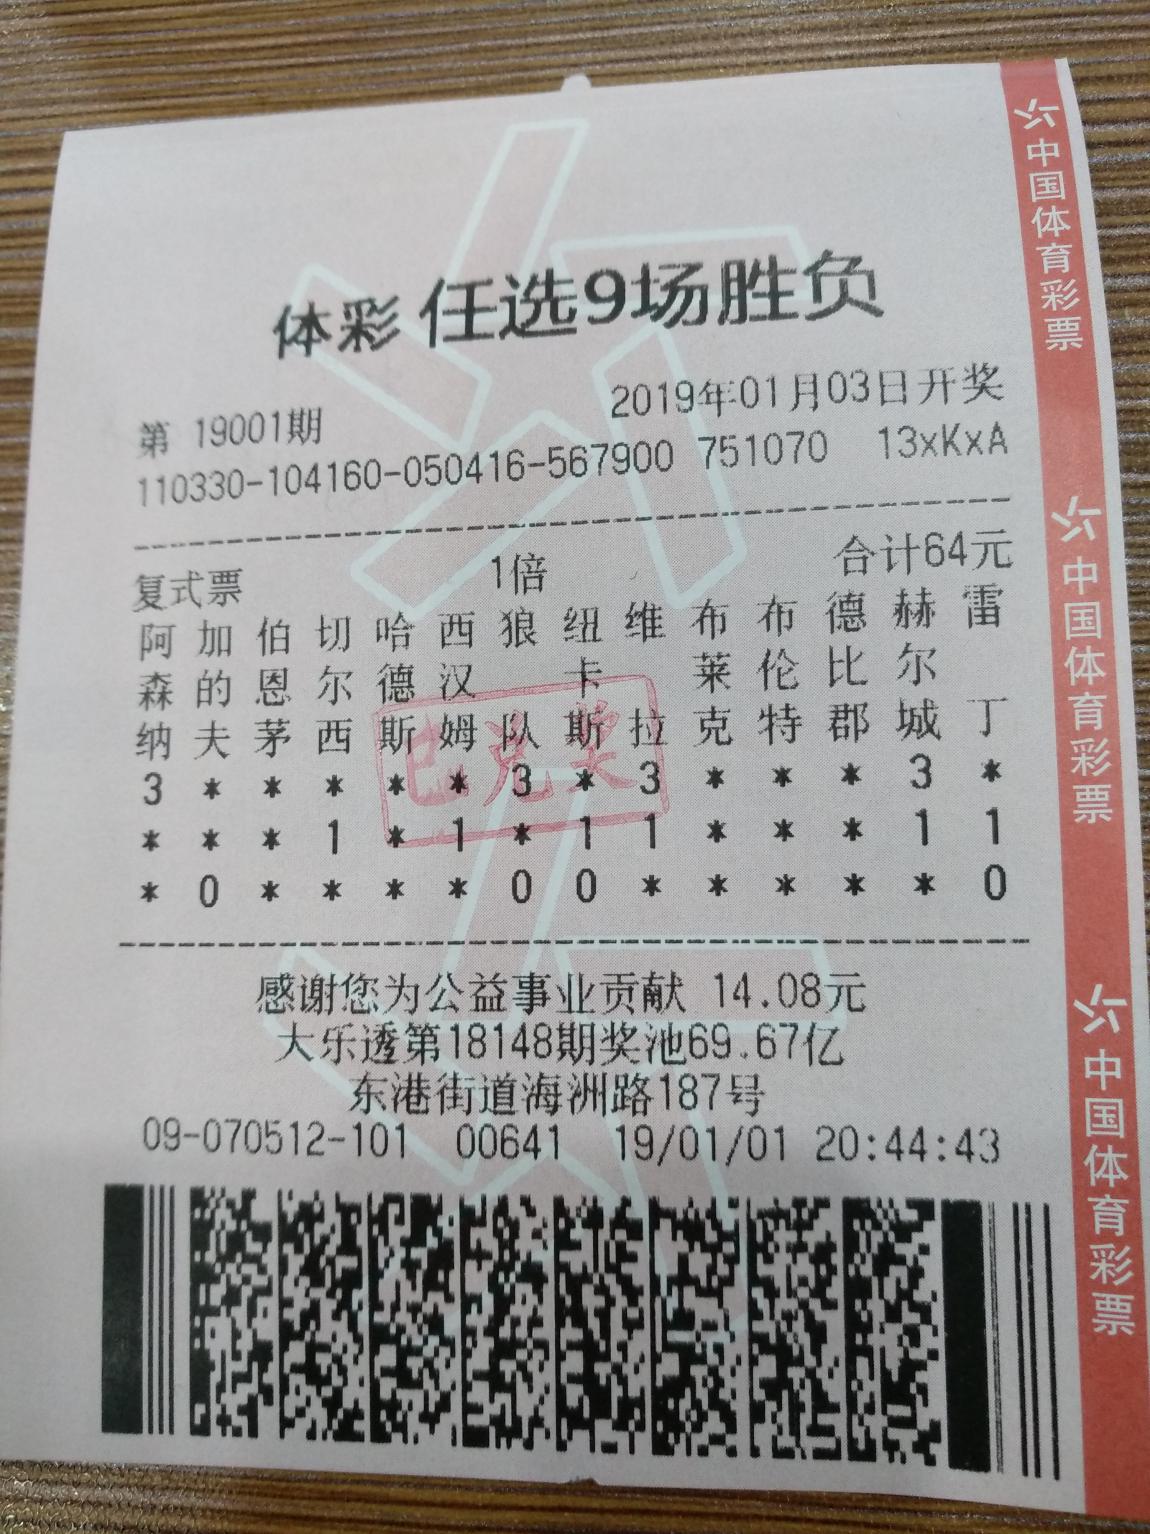 体彩 任选9场胜负
第 19001期 2019年01月03日开奖
110330-104160-050416-567900 751070 13xKxA
复式票 1倍 合计64元
阿 加 伯 切 哈 西 狼 纽 维 布 布 德 赫 雷
森 的 恩 尔 德 汉 卡 莱 伦 比 尔
纳 夫 茅 西 斯 姆 队 斯 拉 克 特 郡 城 丁
3 * * * * * 3 * 3 * * * 3 *
* * * 1 * 1 * 1 1 * * * 1 1
* 0 * * * * 0 0 * * * * * 0
已兑奖
感谢您为公益事业贡献 14.08元
大乐透第18148期奖池69.67亿
东港街道海洲路187号
09-070512-101 00641 19/01/01 20:44:43
中国体育彩票
中国体育彩票
中国体育彩票